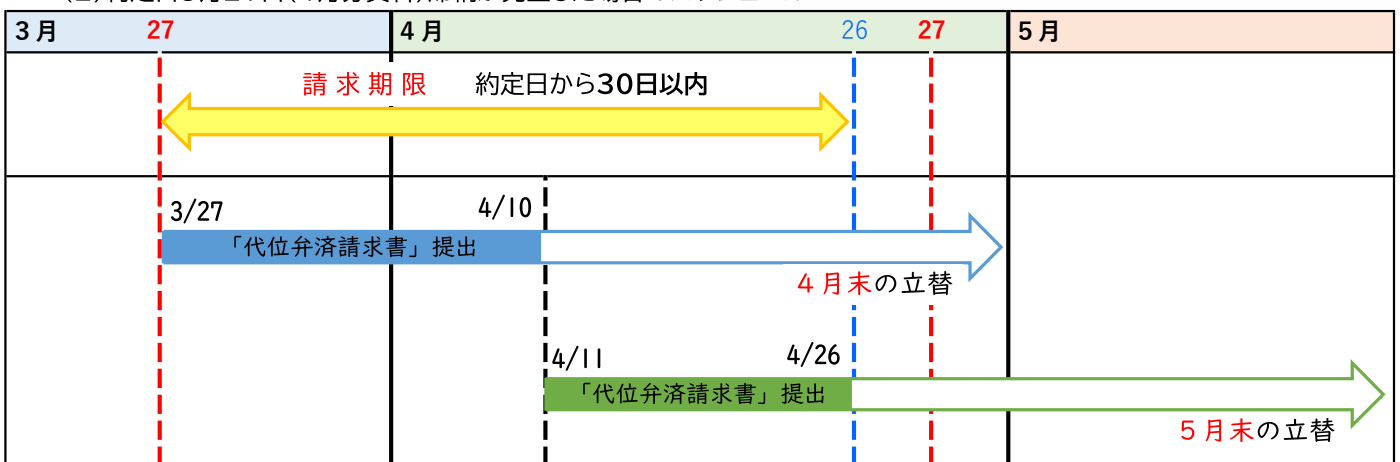 3月 27 4月 26 27 5月
請求期限 約定日から30日以内
3/27 4/10
「代位弁済請求書」提出
4月末の立替
4/11 4/26
「代位弁済請求書」提出
5月末の立替